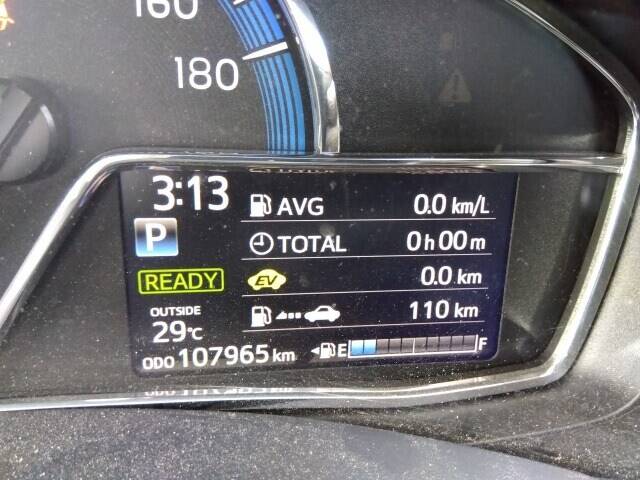 160
180
3:13
AVG 0.0 km/L
P
TOTAL 0h00m
READY
EV 0.0 km
OUTSIDE
29°C
110 km
ODO 107965 km
E F